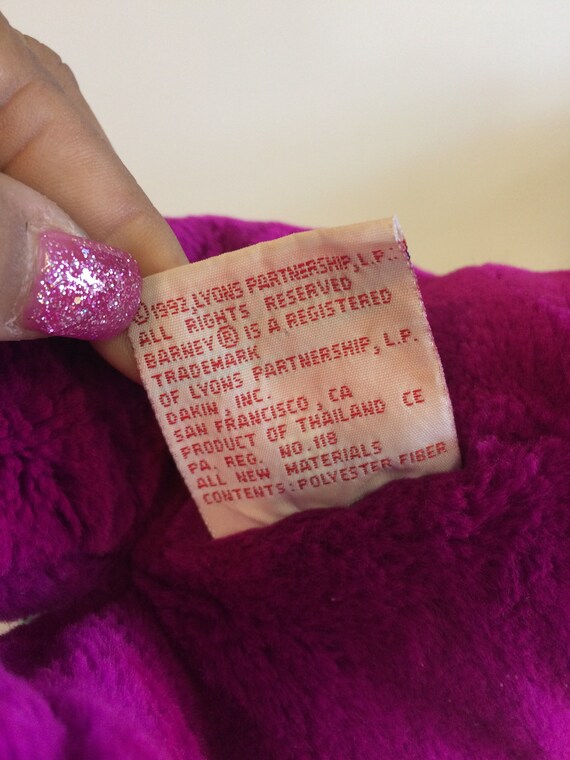 ©1992, LYONS PARTNERSHIP, L.P.
ALL RIGHTS RESERVED
BARNEY® IS A REGISTERED
TRADEMARK
OF LYONS PARTNERSHIP, L.P.
DAKIN, INC.
SAN FRANCISCO, CA
PRODUCT OF THAILAND CE
PA. REG. NO. 118
ALL NEW MATERIALS
CONTENTS: POLYESTER FIBER